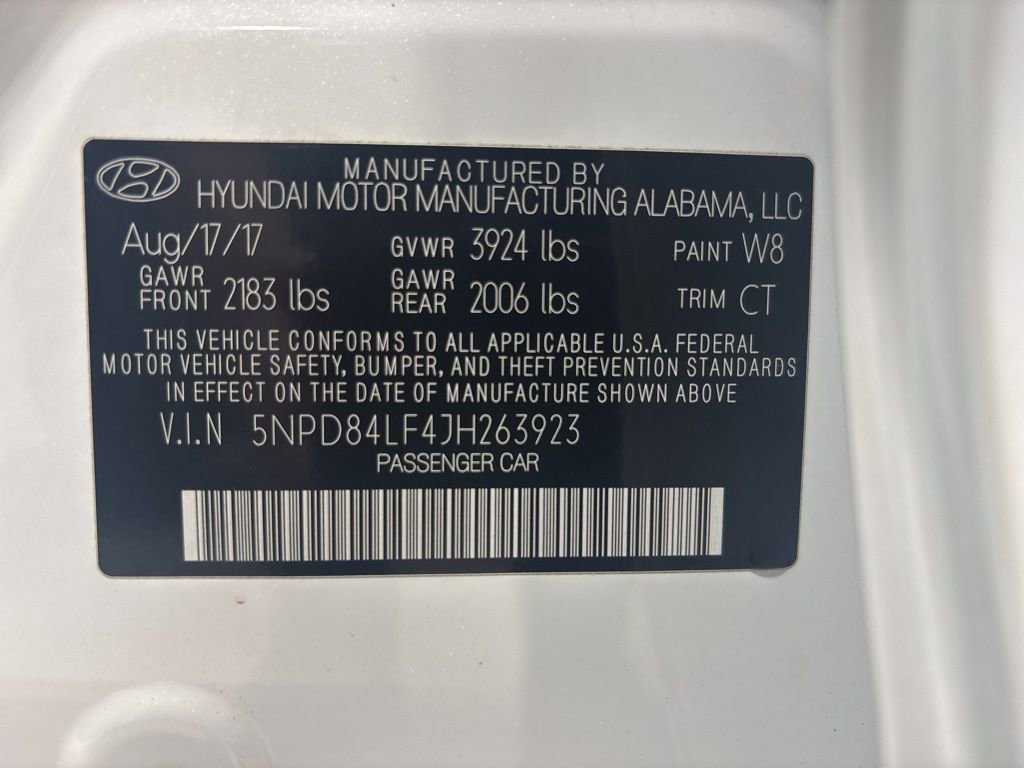 MANUFACTURED BY
HYUNDAI MOTOR MANUFACTURING ALABAMA, LLC
Aug/17/17 GVWR 3924 lbs PAINT W8
GAWR FRONT 2183 lbs GAWR REAR 2006 lbs TRIM CT
THIS VEHICLE CONFORMS TO ALL APPLICABLE U.S.A. FEDERAL
MOTOR VEHICLE SAFETY, BUMPER, AND THEFT PREVENTION STANDARDS
IN EFFECT ON THE DATE OF MANUFACTURE SHOWN ABOVE
V.I.N 5NPD84LF4JH263923
PASSENGER CAR